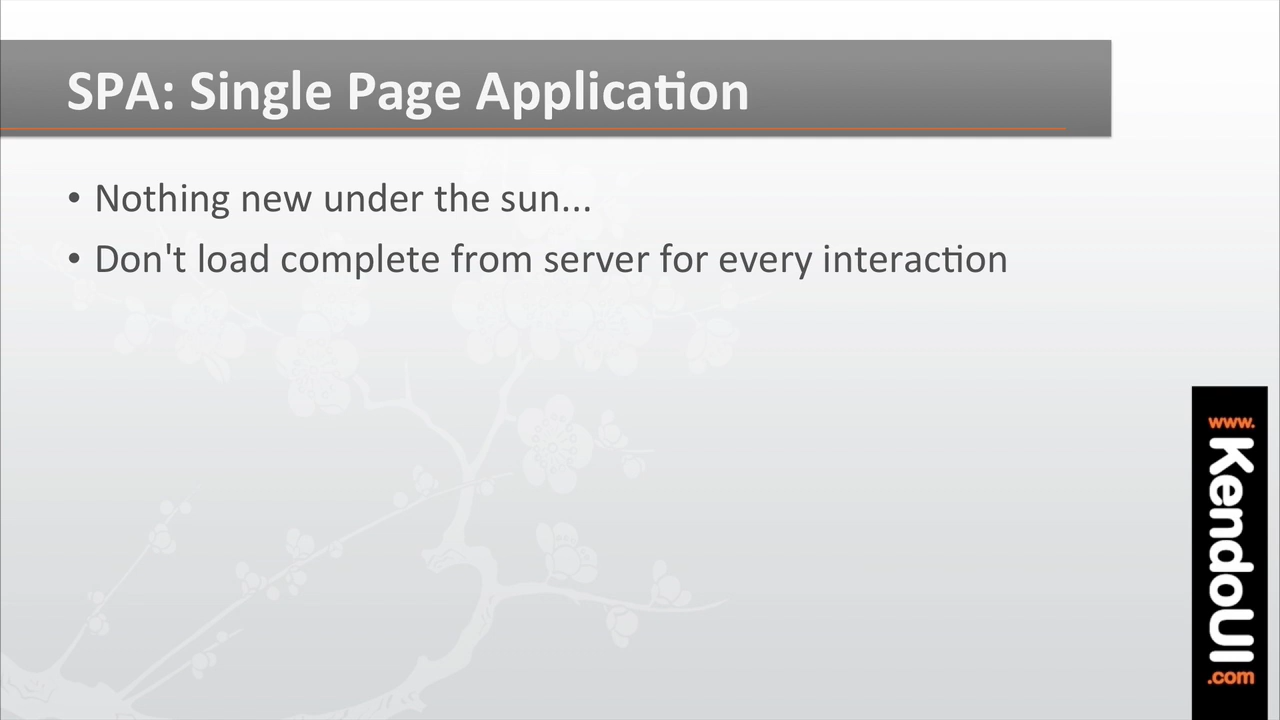 SPA: Single Page Application
• Nothing new under the sun...
• Don't load complete from server for every interaction
www.
KendoUI
.com